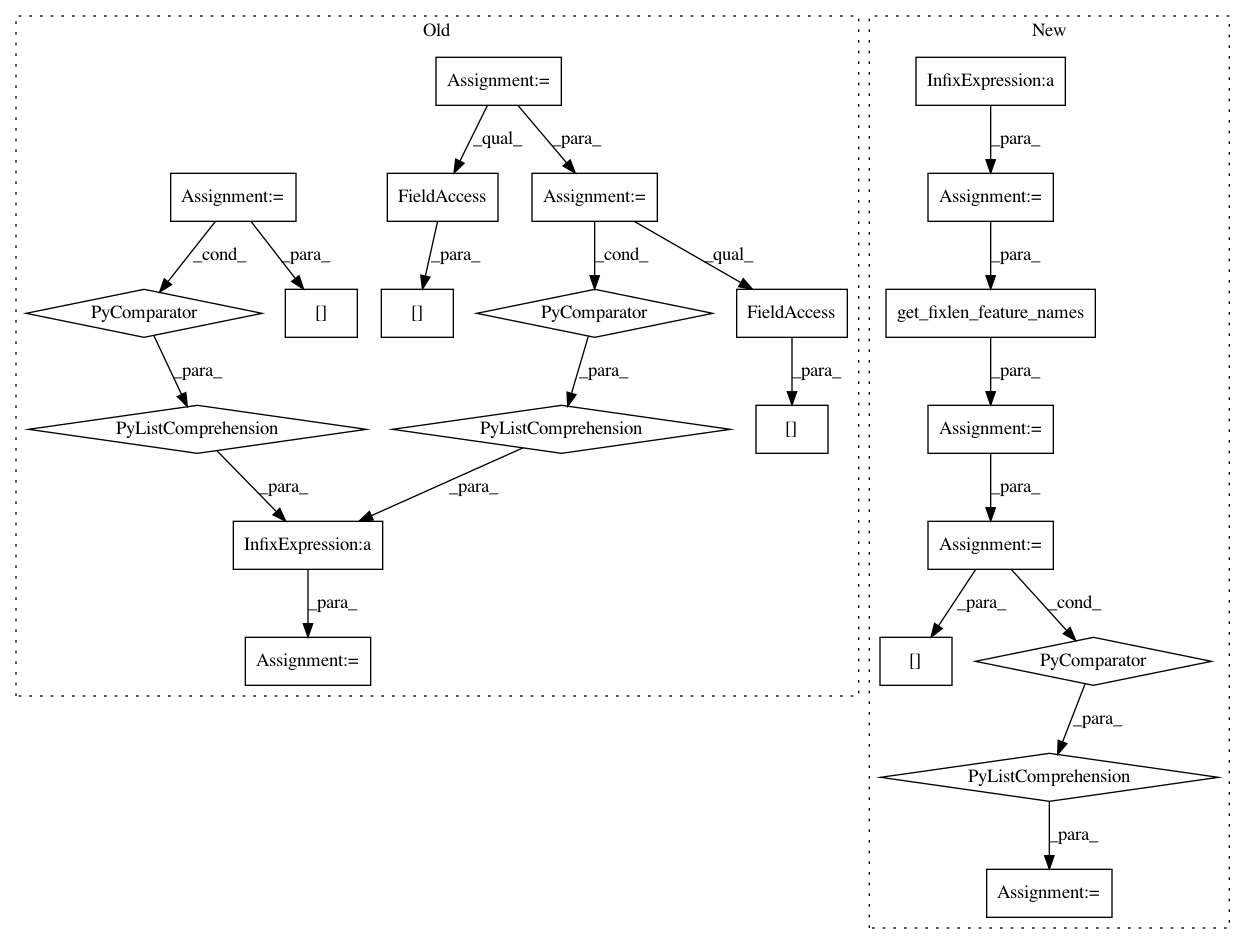 Old
New
Assignment:=
InfixExpression:a
_qual_
_para_
_para_
Assignment:=
FieldAccess
Assignment:=
Assignment:=
_cond_
_para_
_para_
_cond_
_qual_
_para_
PyComparator
[]
[]
PyComparator
FieldAccess
get_fixlen_feature_names
_para_
_para_
_para_
_para_
PyListComprehension
PyListComprehension
[]
Assignment:=
_para_
_para_
_para_
InfixExpression:a
Assignment:=
_para_
_para_
_cond_
Assignment:=
[]
PyComparator
_para_
PyListComprehension
_para_
Assignment:=